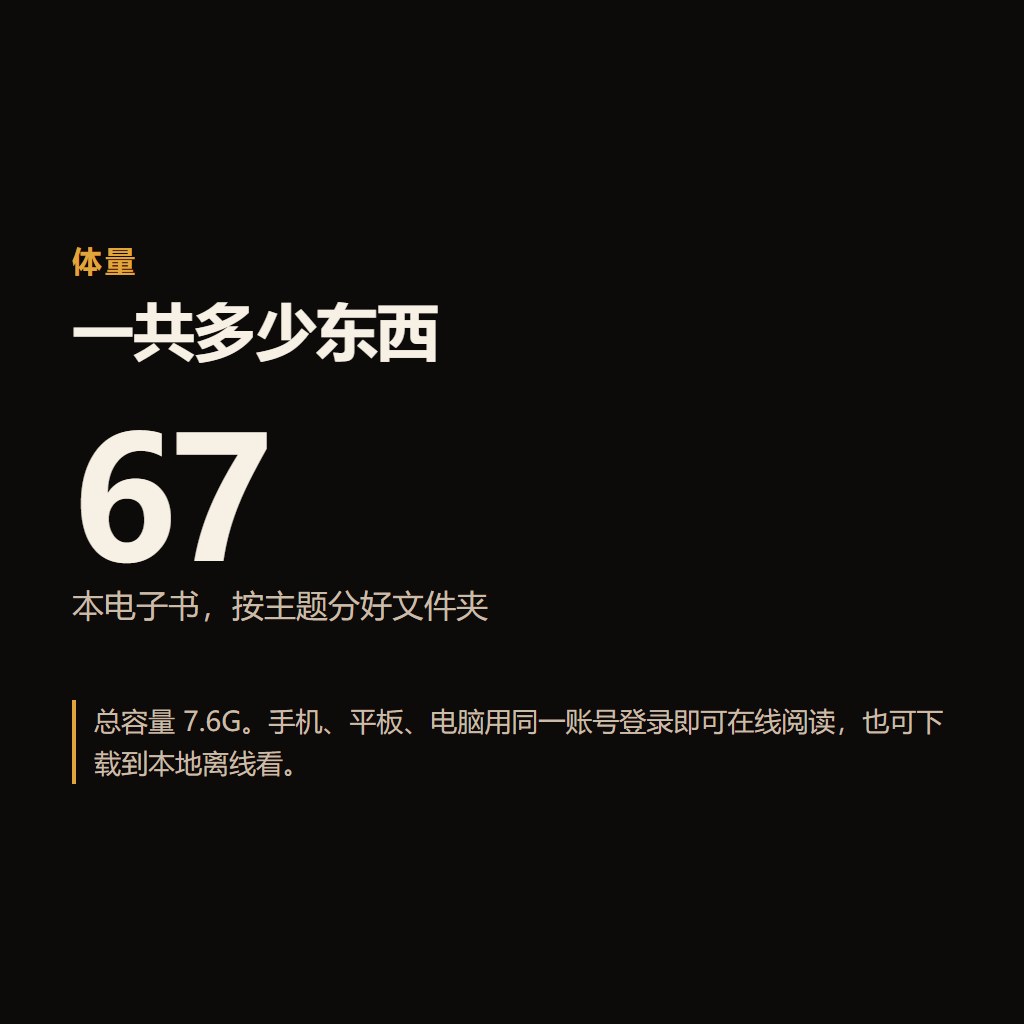 体量
一共多少东西
67
本电子书，按主题分好文件夹
总容量 7.6G。手机、平板、电脑用同一账号登录即可在线阅读，也可下
载到本地离线看。